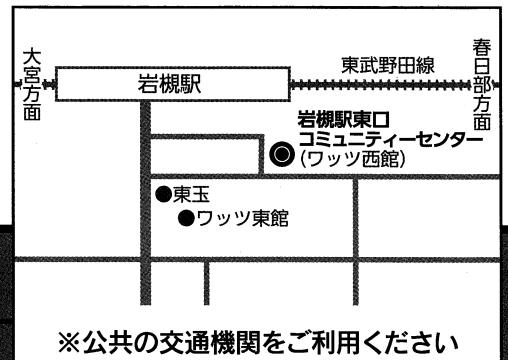 大宮方面
岩槻駅
東武野田線
春日部方面
岩槻駅東口
コミュニティーセンター
(ワッツ西館)
●東玉
●ワッツ東館
※公共の交通機関をご利用ください